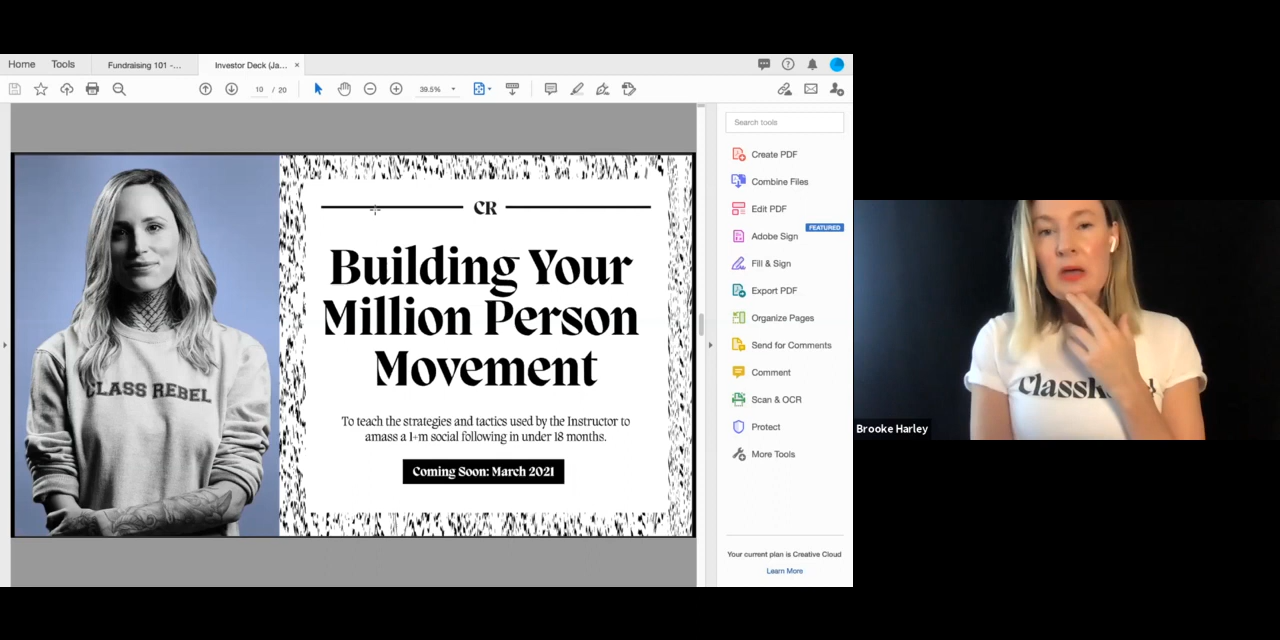 Home
Tools
Fundraising 101 -...
Investor Deck (Ja...
×
10 / 20
39.5%
Search tools
Create PDF
Combine Files
Edit PDF
FEATURED
Adobe Sign
Fill & Sign
Export PDF
Organize Pages
Send for Comments
Comment
Scan & OCR
Protect
More Tools
Your current plan is Creative Cloud
Learn More
CR
Building Your
Million Person
Movement
To teach the strategies and tactics used by the Instructor to
amass a 1+m social following in under 18 months.
Coming Soon: March 2021
CLASS REBEL
Brooke Harley